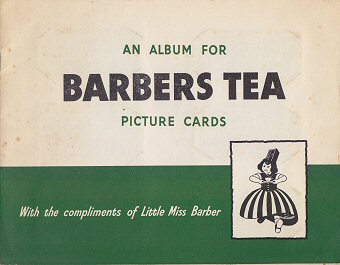 AN ALBUM FOR
BARBERS TEA
PICTURE CARDS
With the compliments of Little Miss Barber